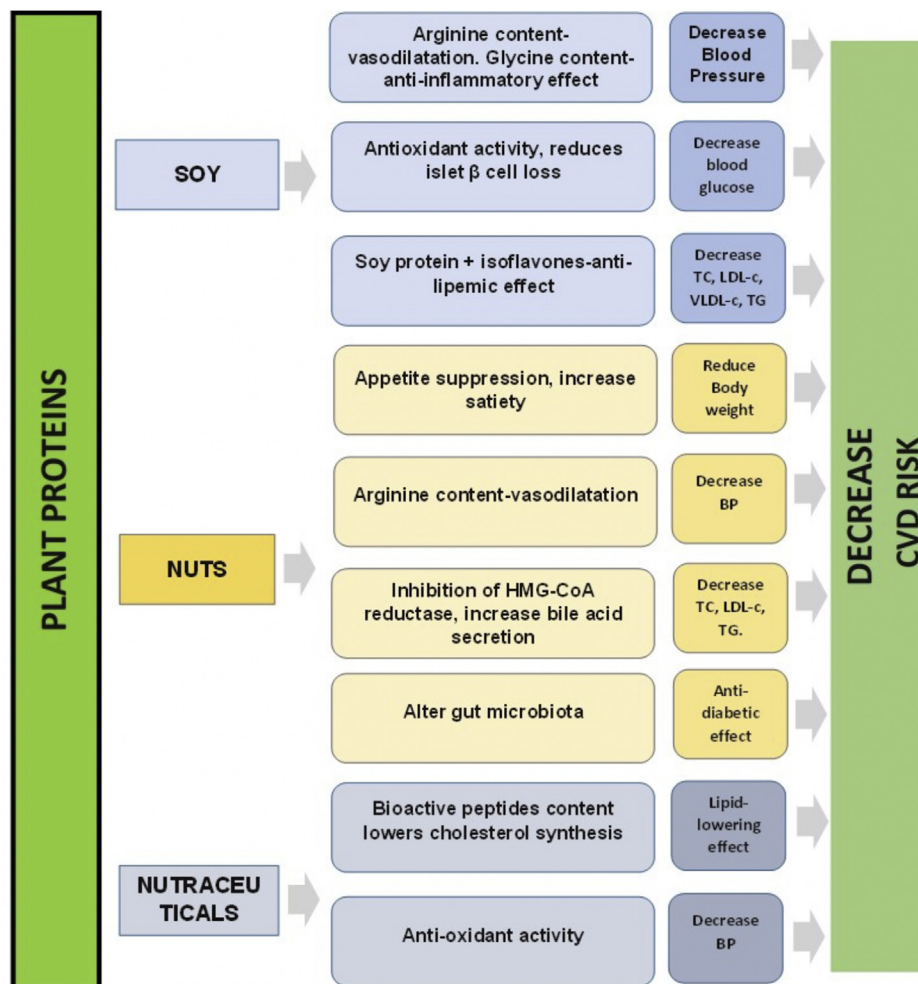 PLANT PROTEINS
SOY
Arginine content-
vasodilatation. Glycine content-
anti-inflammatory effect
Decrease
Blood
Pressure
Antioxidant activity, reduces
islet β cell loss
Decrease
blood
glucose
Soy protein + isoflavones-anti-
lipemic effect
Decrease
TC, LDL-c,
VLDL-c, TG
NUTS
Appetite suppression, increase
satiety
Reduce
Body
weight
Arginine content-vasodilatation
Decrease
BP
Inhibition of HMG-CoA
reductase, increase bile acid
secretion
Decrease
TC, LDL-c,
TG.
Alter gut microbiota
Anti-
diabetic
effect
NUTRACEU
TICALS
Bioactive peptides content
lowers cholesterol synthesis
Lipid-
lowering
effect
Anti-oxidant activity
Decrease
BP
DECREASE
CVD RISK